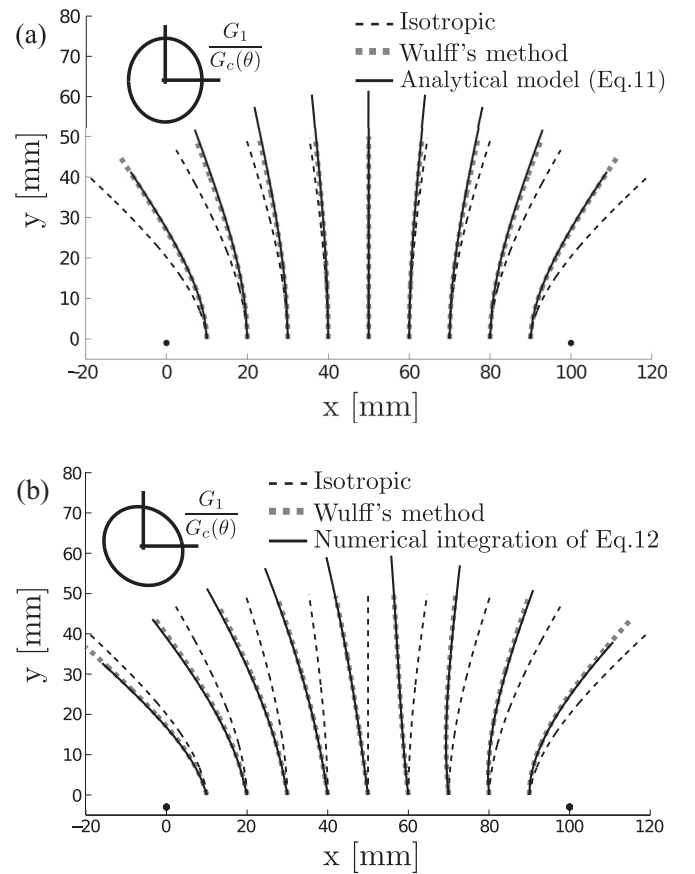 (a)
80
70
60
50
40
30
20
10
0
y [mm]
G₁
G_c(θ)
Isotropic
Wulff's method
Analytical model (Eq.11)
−20 0 20 40 60 80 100 120
x [mm]
(b)
80
70
60
50
40
30
20
10
0
y [mm]
G₁
G_c(θ)
Isotropic
Wulff's method
Numerical integration of Eq.12
−20 0 20 40 60 80 100 120
x [mm]